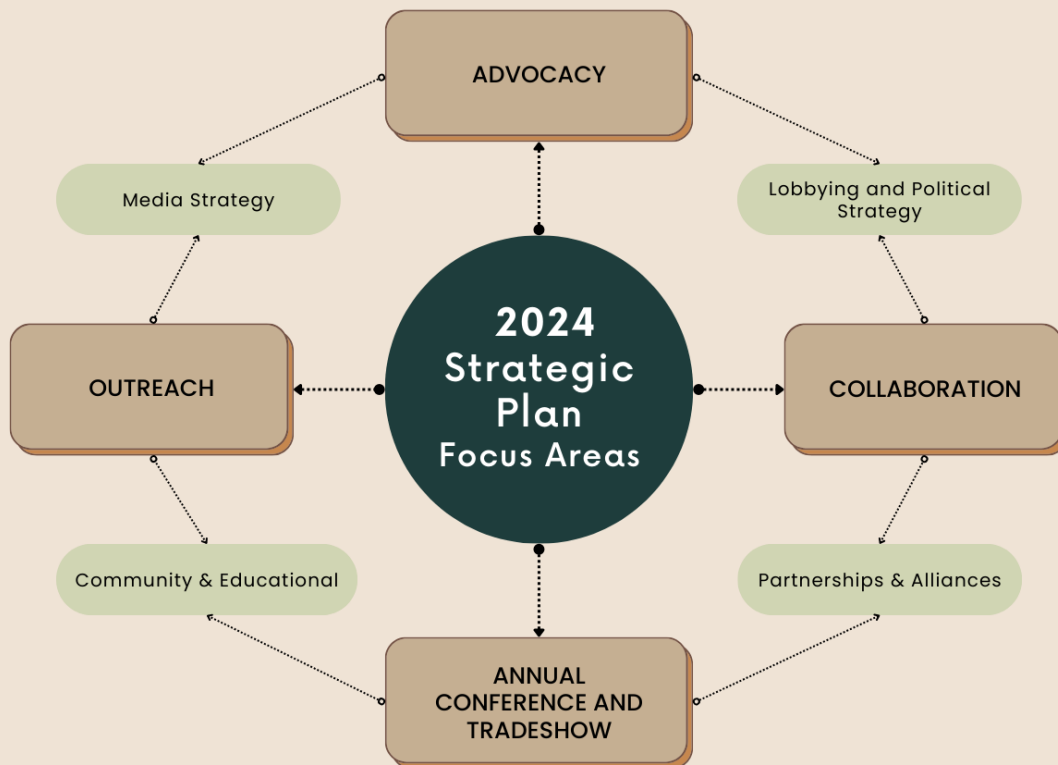 ADVOCACY
Media Strategy
Lobbying and Political
Strategy
2024
Strategic
Plan
Focus Areas
OUTREACH
COLLABORATION
Community & Educational
Partnerships & Alliances
ANNUAL
CONFERENCE AND
TRADESHOW